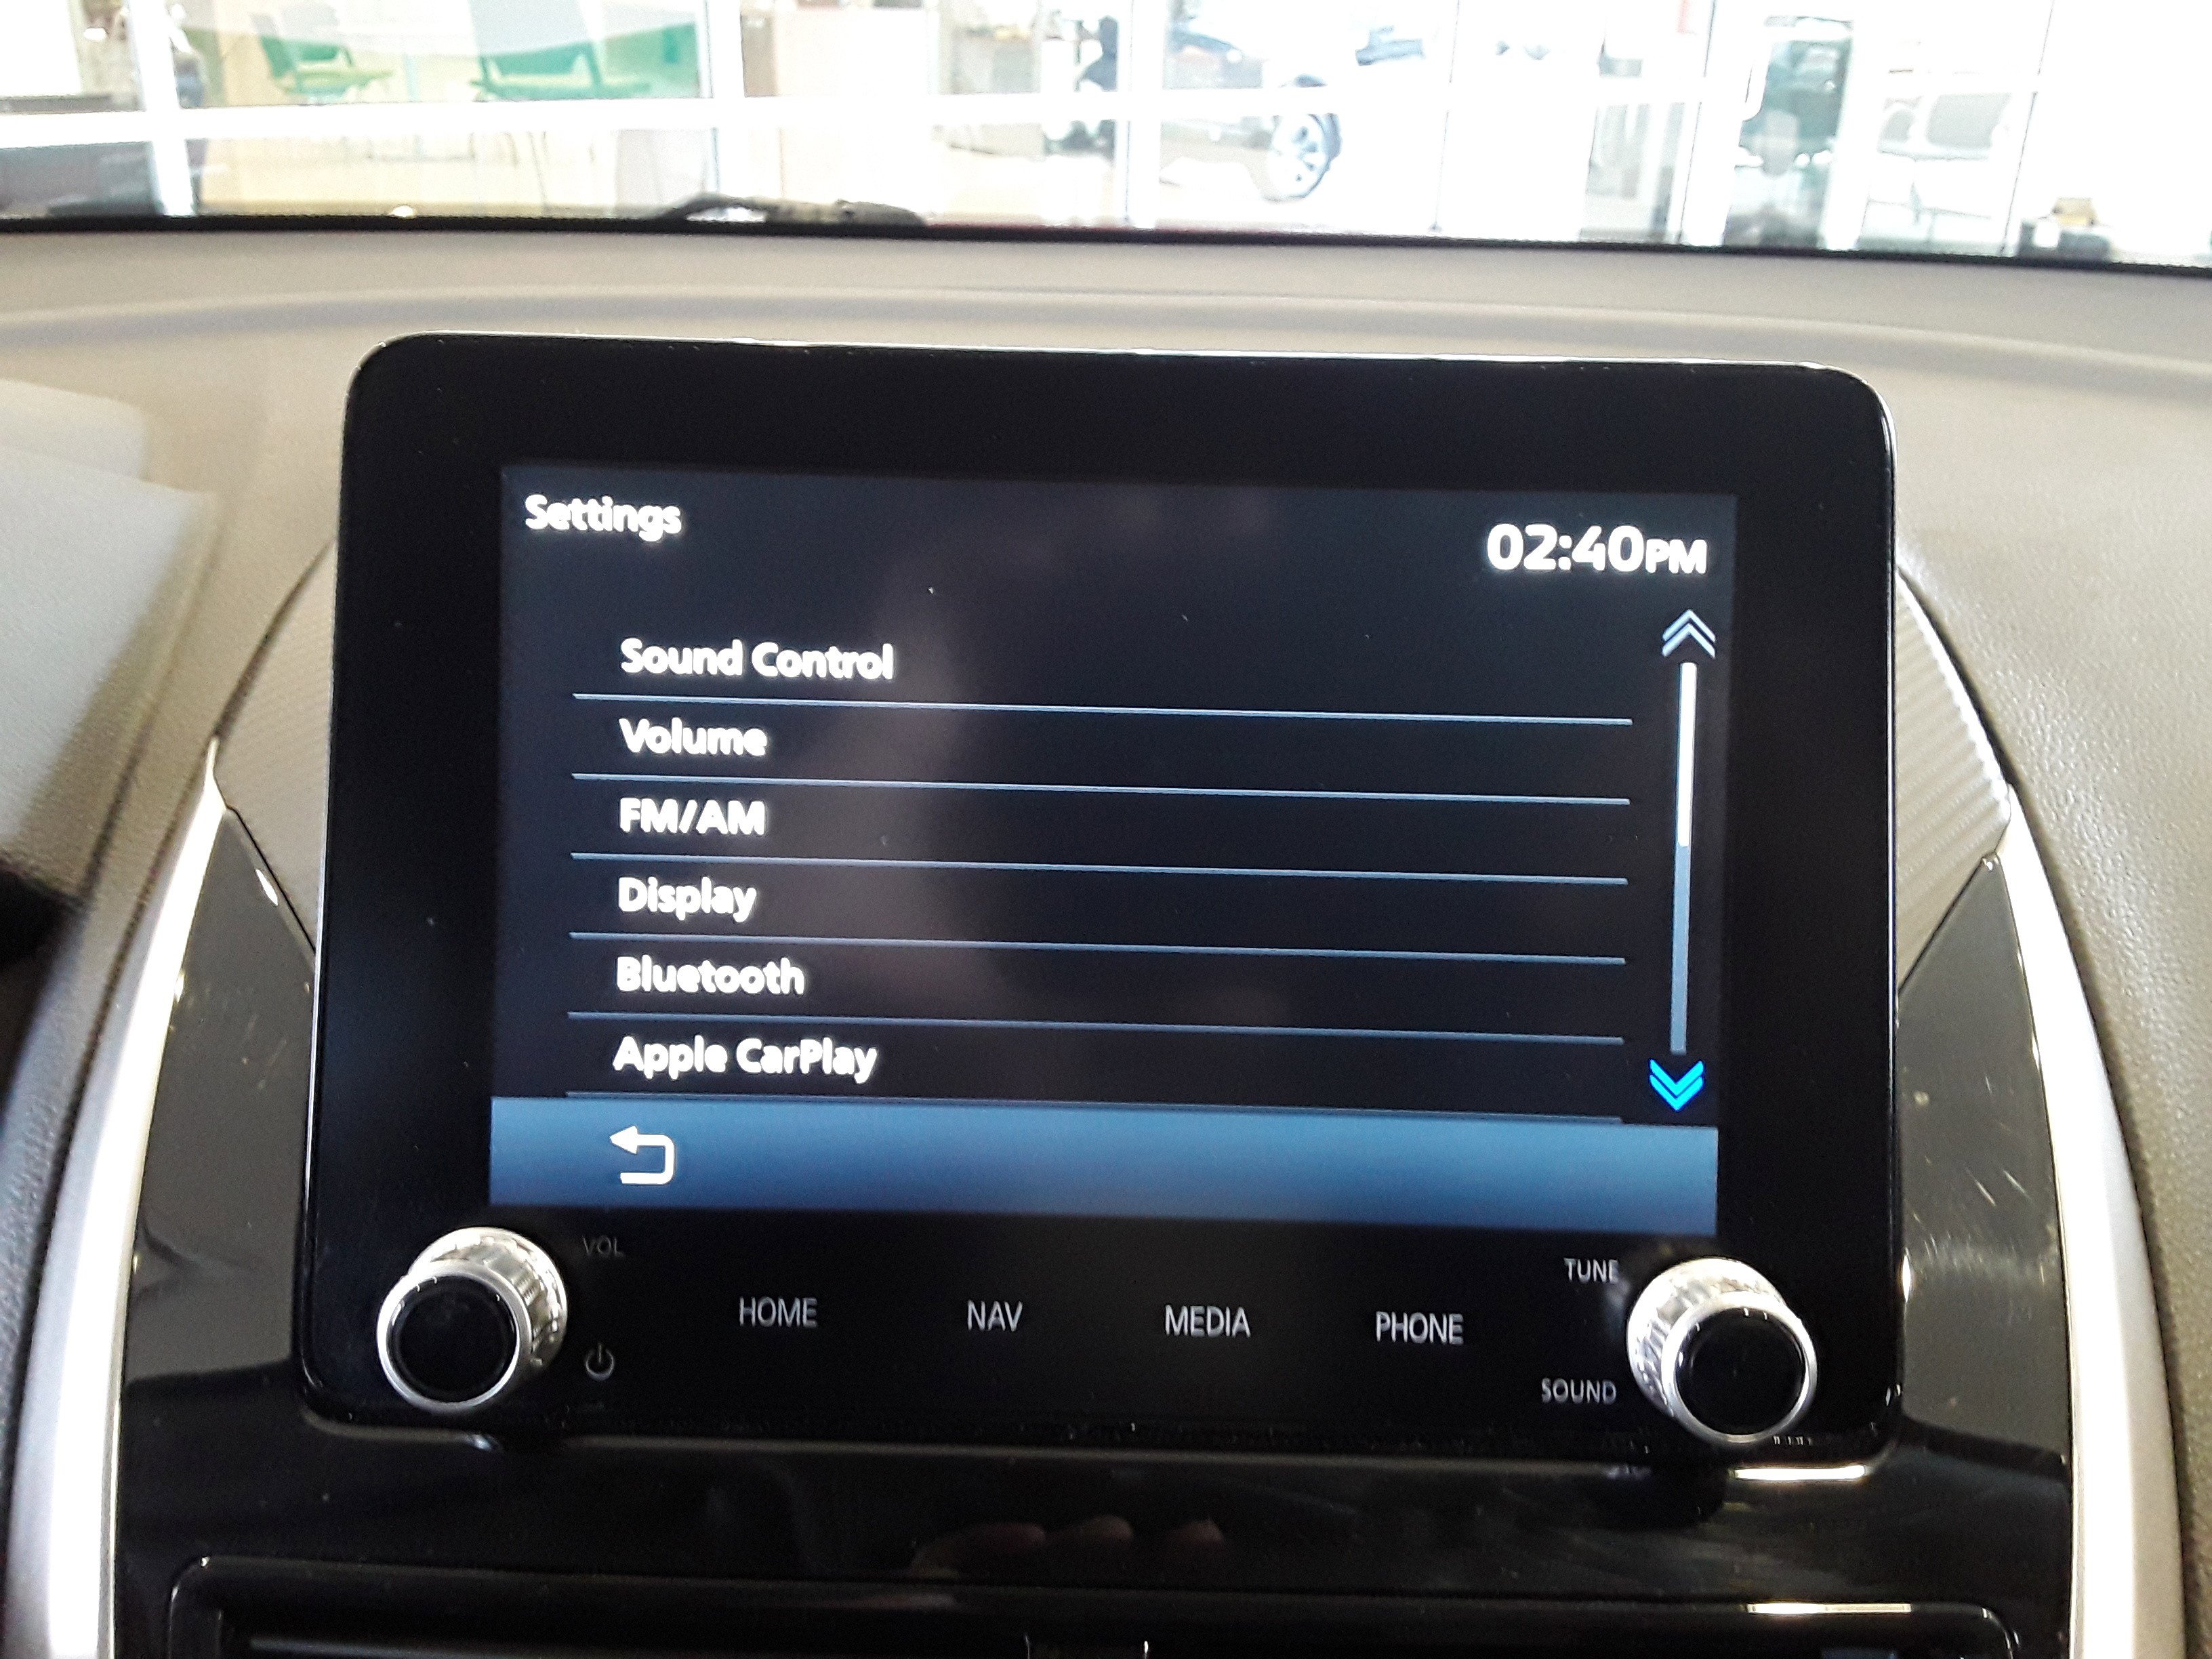 Settings
02:40PM
Sound Control
Volume
FM/AM
Display
Bluetooth
Apple CarPlay
VOL
TUNE
HOME NAV MEDIA PHONE
SOUND